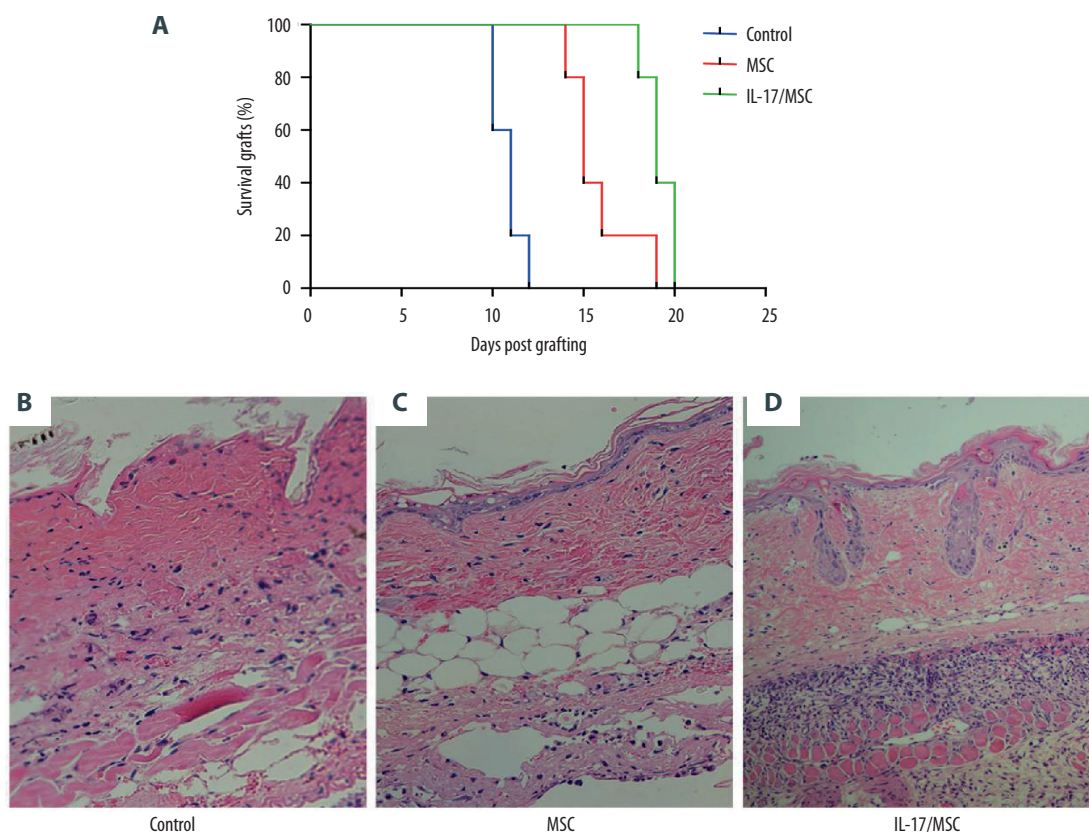 A
100
80
60
40
20
0
Survival grafts (%)
0 5 10 15 20 25
Days post grafting
Control
MSC
IL-17/MSC
B
C
D
Control
MSC
IL-17/MSC